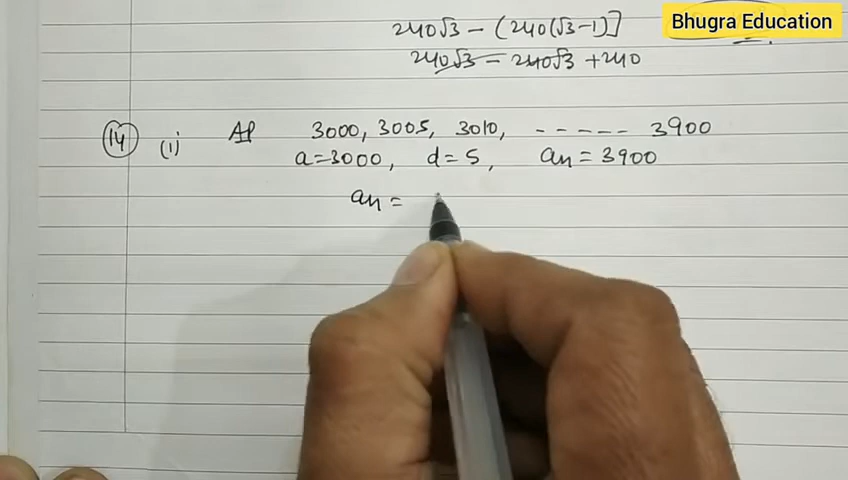 Bhugra Education
240√3 - (240(√3-1)]
240√3 = 240√3 + 240
14 (i) AP 3000, 3005, 3010, ----- 3900
a=3000, d=5, an = 3900
an =